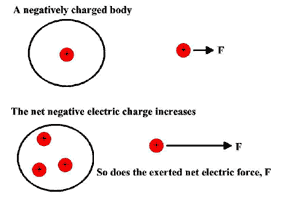 A negatively charged body
F
The net negative electric charge increases
F
So does the exerted net electric force, F